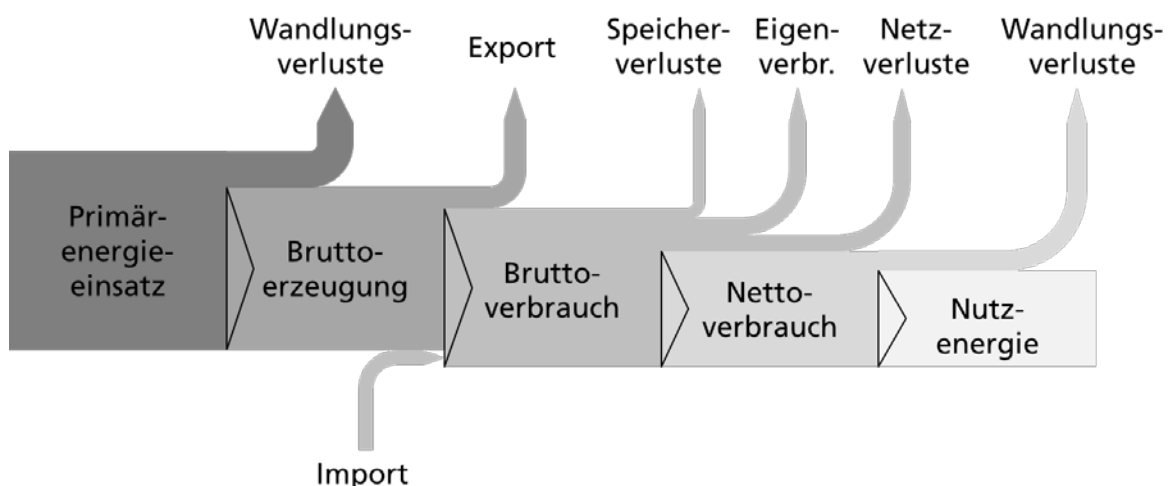 Wandlungs-
verluste
Export
Speicher-
verluste
Eigen-
verbr.
Netz-
verluste
Wandlungs-
verluste
Primär-
energie-
einsatz
Brutto-
erzeugung
Brutto-
verbrauch
Netto-
verbrauch
Nutz-
energie
Import